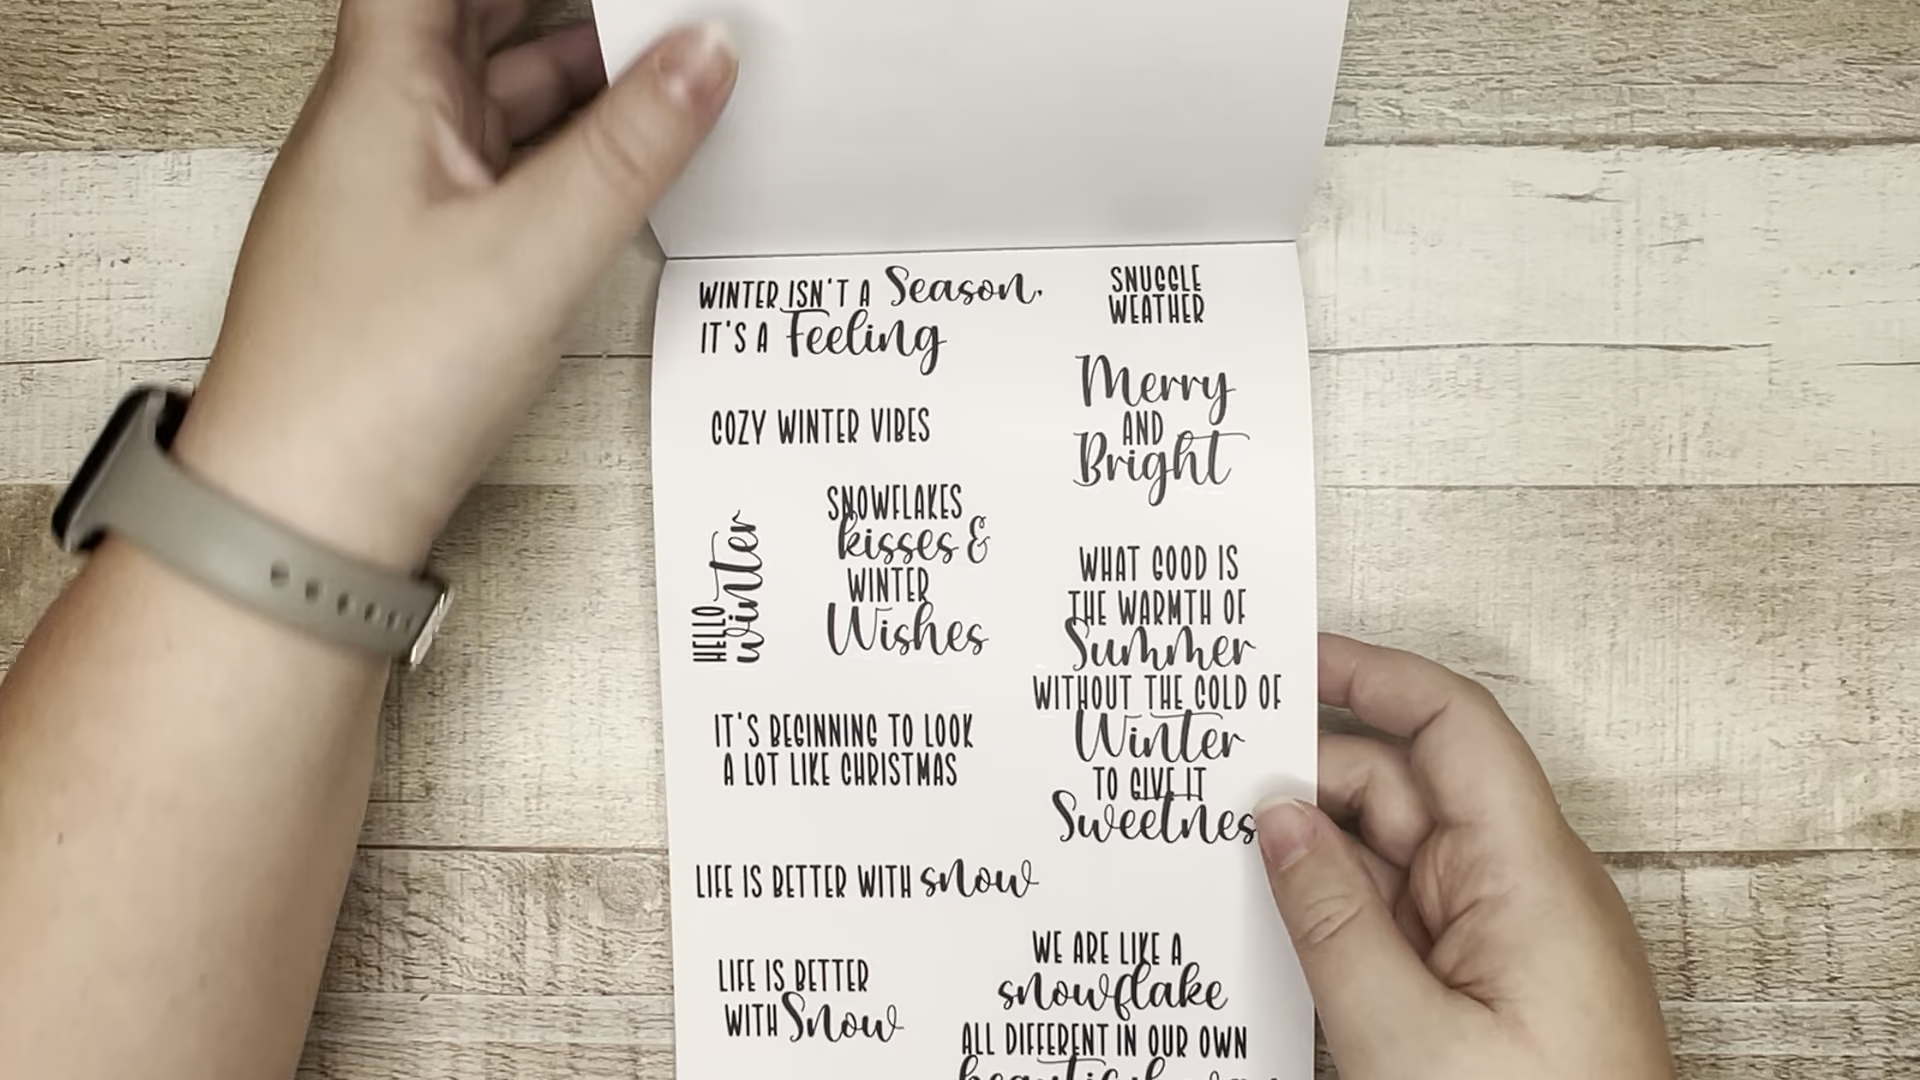 WINTER ISN'T A Season,
IT'S A Feeling
SNUGGLE
WEATHER
COZY WINTER VIBES
Merry
AND
Bright
HELLO
winter
SNOWFLAKES
kisses &
WINTER
Wishes
WHAT GOOD IS
THE WARMTH OF
Summer
WITHOUT THE COLD OF
Winter
TO GIVE IT
Sweetnes
IT'S BEGINNING TO LOOK
A LOT LIKE CHRISTMAS
LIFE IS BETTER WITH snow
LIFE IS BETTER
WITH Snow
WE ARE LIKE A
snowflake
ALL DIFFERENT IN OUR OWN